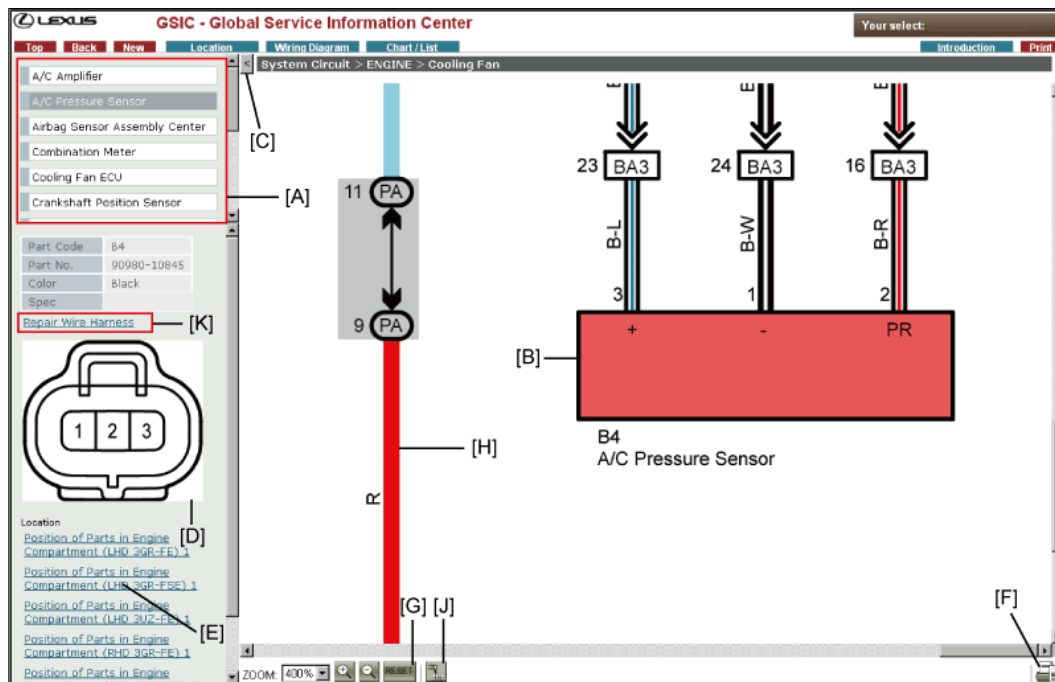 LEXUS
GSIC - Global Service Information Center
Your select:
Top Back New Location Wiring Diagram Chart/List Introduction Print
System Circuit > ENGINE > Cooling Fan
<
A/C Amplifier
A/C Pressure Sensor
Airbag Sensor Assembly Center
Combination Meter
Cooling Fan ECU
Crankshaft Position Sensor
[C]
[A]
Part Code B4
Part No. 90980-10845
Color Black
Spec
Repair Wire Harness
[K]
1 2 3
[D]
Location
Position of Parts in Engine
Compartment (LHD 3GR-FE) 1
Position of Parts in Engine
Compartment (LHD 3GR-FSE) 1
Position of Parts in Engine
Compartment (LHD 3UZ-FE) 1
Position of Parts in Engine
Compartment (RHD 3GR-FE) 1
Position of Parts in Engine
[E]
11 PA
9 PA
[H]
R
E E E
23 BA3 24 BA3 16 BA3
B-L B-W B-R
3 1 2
+ - PR
[B]
B4
A/C Pressure Sensor
[G] [J] [F]
ZOOM: 400% RESET